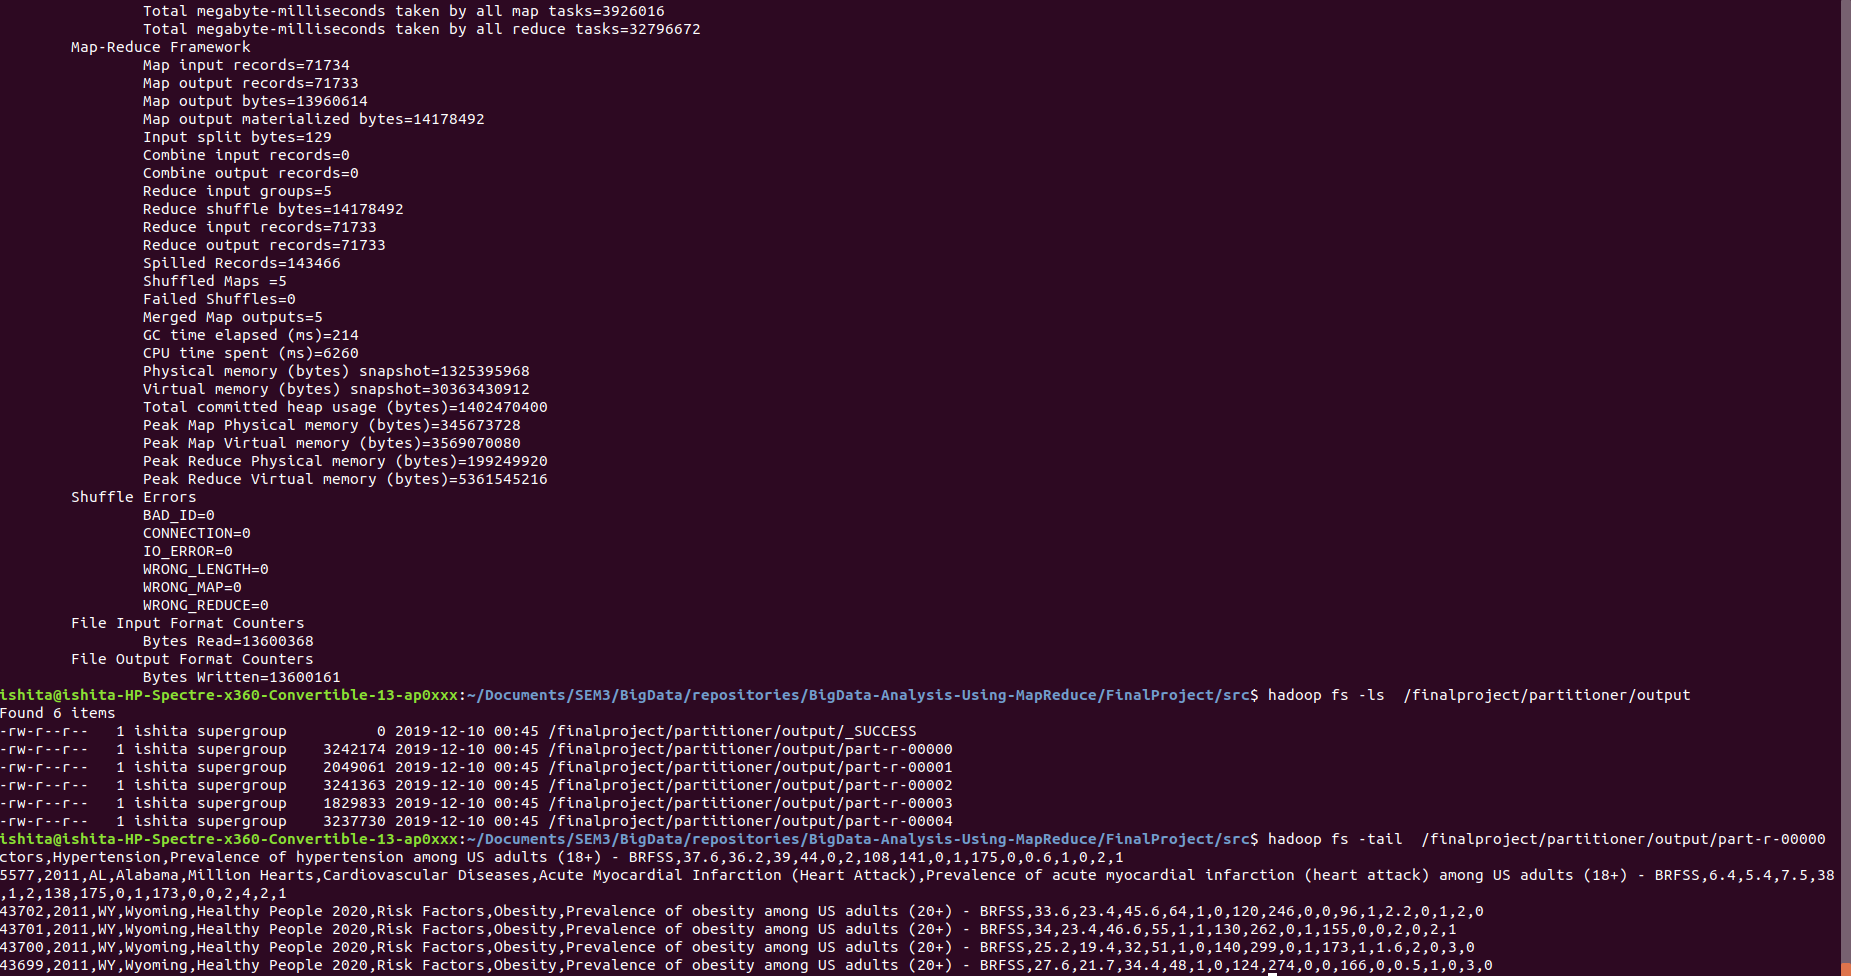 Total megabyte-milliseconds taken by all map tasks=3926016
Total megabyte-milliseconds taken by all reduce tasks=32796672
Map-Reduce Framework
Map input records=71734
Map output records=71733
Map output bytes=13960614
Map output materialized bytes=14178492
Input split bytes=129
Combine input records=0
Combine output records=0
Reduce input groups=5
Reduce shuffle bytes=14178492
Reduce input records=71733
Reduce output records=71733
Spilled Records=143466
Shuffled Maps =5
Failed Shuffles=0
Merged Map outputs=5
GC time elapsed (ms)=214
CPU time spent (ms)=6260
Physical memory (bytes) snapshot=1325395968
Virtual memory (bytes) snapshot=30363430912
Total committed heap usage (bytes)=1402470400
Peak Map Physical memory (bytes)=345673728
Peak Map Virtual memory (bytes)=3569070080
Peak Reduce Physical memory (bytes)=199249920
Peak Reduce Virtual memory (bytes)=5361545216
Shuffle Errors
BAD_ID=0
CONNECTION=0
IO_ERROR=0
WRONG_LENGTH=0
WRONG_MAP=0
WRONG_REDUCE=0
File Input Format Counters
Bytes Read=13600368
File Output Format Counters
Bytes Written=13600161
ishita@ishita-HP-Spectre-x360-Convertible-13-ap0xxx:~/Documents/SEM3/BigData/repositories/BigData-Analysis-Using-MapReduce/FinalProject/src$ hadoop fs -ls  /finalproject/partitioner/output
Found 6 items
-rw-r--r--   1 ishita supergroup          0 2019-12-10 00:45 /finalproject/partitioner/output/_SUCCESS
-rw-r--r--   1 ishita supergroup    3242174 2019-12-10 00:45 /finalproject/partitioner/output/part-r-00000
-rw-r--r--   1 ishita supergroup    2049061 2019-12-10 00:45 /finalproject/partitioner/output/part-r-00001
-rw-r--r--   1 ishita supergroup    3241363 2019-12-10 00:45 /finalproject/partitioner/output/part-r-00002
-rw-r--r--   1 ishita supergroup    1829833 2019-12-10 00:45 /finalproject/partitioner/output/part-r-00003
-rw-r--r--   1 ishita supergroup    3237730 2019-12-10 00:45 /finalproject/partitioner/output/part-r-00004
ishita@ishita-HP-Spectre-x360-Convertible-13-ap0xxx:~/Documents/SEM3/BigData/repositories/BigData-Analysis-Using-MapReduce/FinalProject/src$ hadoop fs -tail  /finalproject/partitioner/output/part-r-00000
ctors,Hypertension,Prevalence of hypertension among US adults (18+) - BRFSS,37.6,36.2,39,44,0,2,108,141,0,1,175,0,0.6,1,0,2,1
5577,2011,AL,Alabama,Million Hearts,Cardiovascular Diseases,Acute Myocardial Infarction (Heart Attack),Prevalence of acute myocardial infarction (heart attack) among US adults (18+) - BRFSS,6.4,5.4,7.5,38
,1,2,138,175,0,1,173,0,0,2,4,2,1
43702,2011,WY,Wyoming,Healthy People 2020,Risk Factors,Obesity,Prevalence of obesity among US adults (20+) - BRFSS,33.6,23.4,45.6,64,1,0,120,246,0,0,96,1,2.2,0,1,2,0
43701,2011,WY,Wyoming,Healthy People 2020,Risk Factors,Obesity,Prevalence of obesity among US adults (20+) - BRFSS,34,23.4,46.6,55,1,1,130,262,0,1,155,0,0,2,0,2,1
43700,2011,WY,Wyoming,Healthy People 2020,Risk Factors,Obesity,Prevalence of obesity among US adults (20+) - BRFSS,25.2,19.4,32,51,1,0,140,299,0,1,173,1,1.6,2,0,3,0
43699,2011,WY,Wyoming,Healthy People 2020,Risk Factors,Obesity,Prevalence of obesity among US adults (20+) - BRFSS,27.6,21.7,34.4,48,1,0,124,274,0,0,166,0,0.5,1,0,3,0